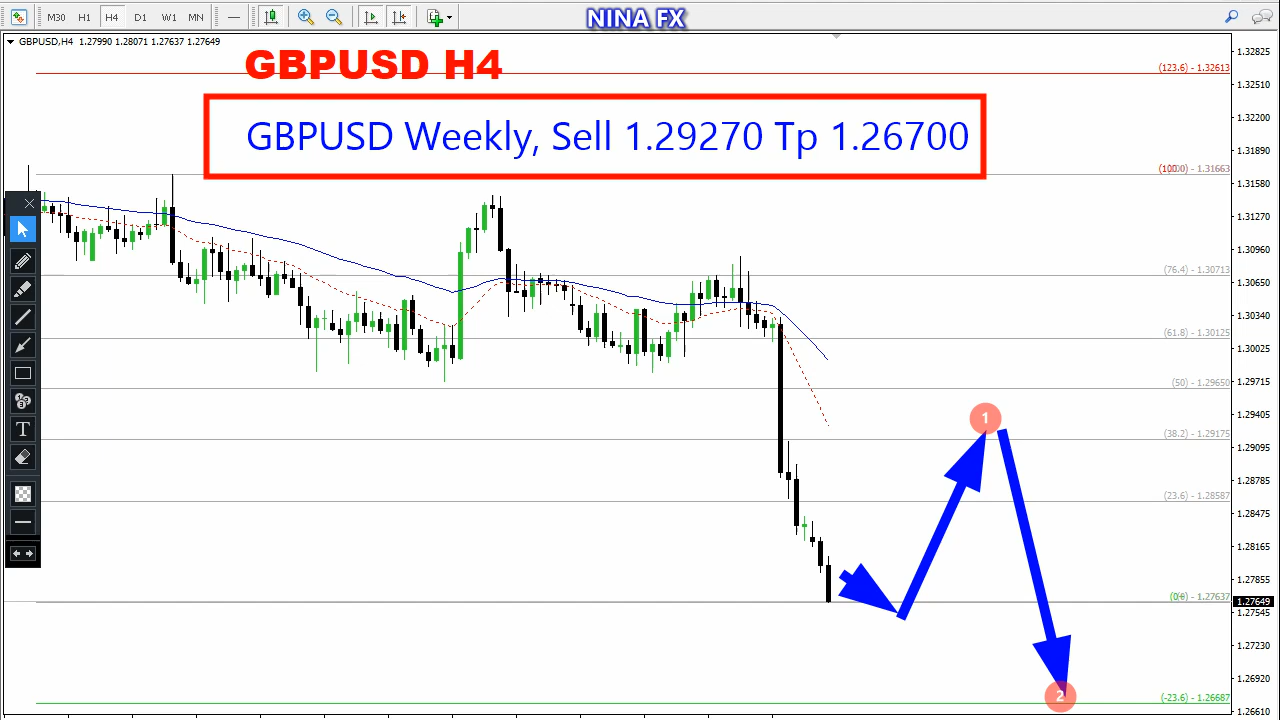 M30 H1 H4 D1 W1 MN
NINA FX
GBPUSD,H4 1.27990 1.28071 1.27637 1.27649
GBPUSD H4
GBPUSD Weekly, Sell 1.29270 Tp 1.26700
1.32825
(123.6) - 1.32613
1.32510
1.32200
1.31890
1.31663
1.31580
1.31270
1.30960
(76.4) - 1.30713
1.30650
1.30340
(61.8) - 1.30125
1.30025
1.29715
(50) - 1.29650
1.29405
1
(38.2) - 1.29175
1.29095
1.28785
(23.6) - 1.28587
1.28475
1.28165
1.27855
1.27637
1.27649
1.27545
1.27230
1.26920
2
(-23.6) - 1.26687
1.26610
T